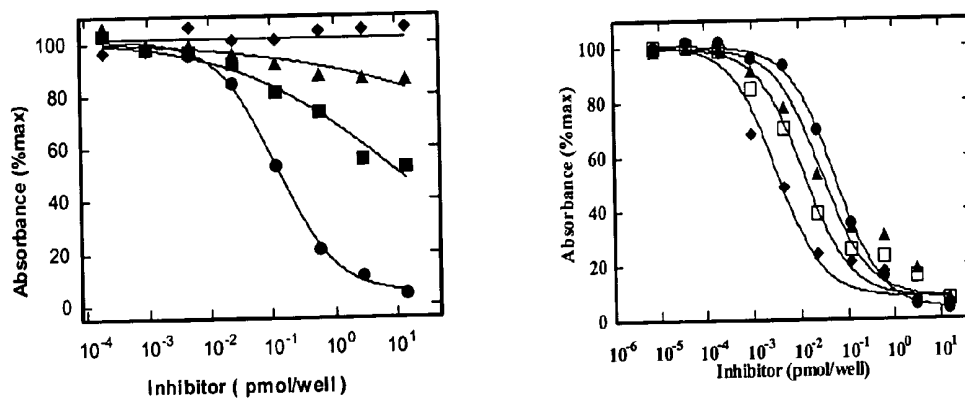 100
80
60
40
20
0
Absorbance (%max)
10⁻⁴ 10⁻³ 10⁻² 10⁻¹ 10⁰ 10¹
Inhibitor ( pmol/well)
100
80
60
40
20
0
Absorbance (%max)
10⁻⁶ 10⁻⁵ 10⁻⁴ 10⁻³ 10⁻² 10⁻¹ 10⁰ 10¹
Inhibitor (pmol/well)